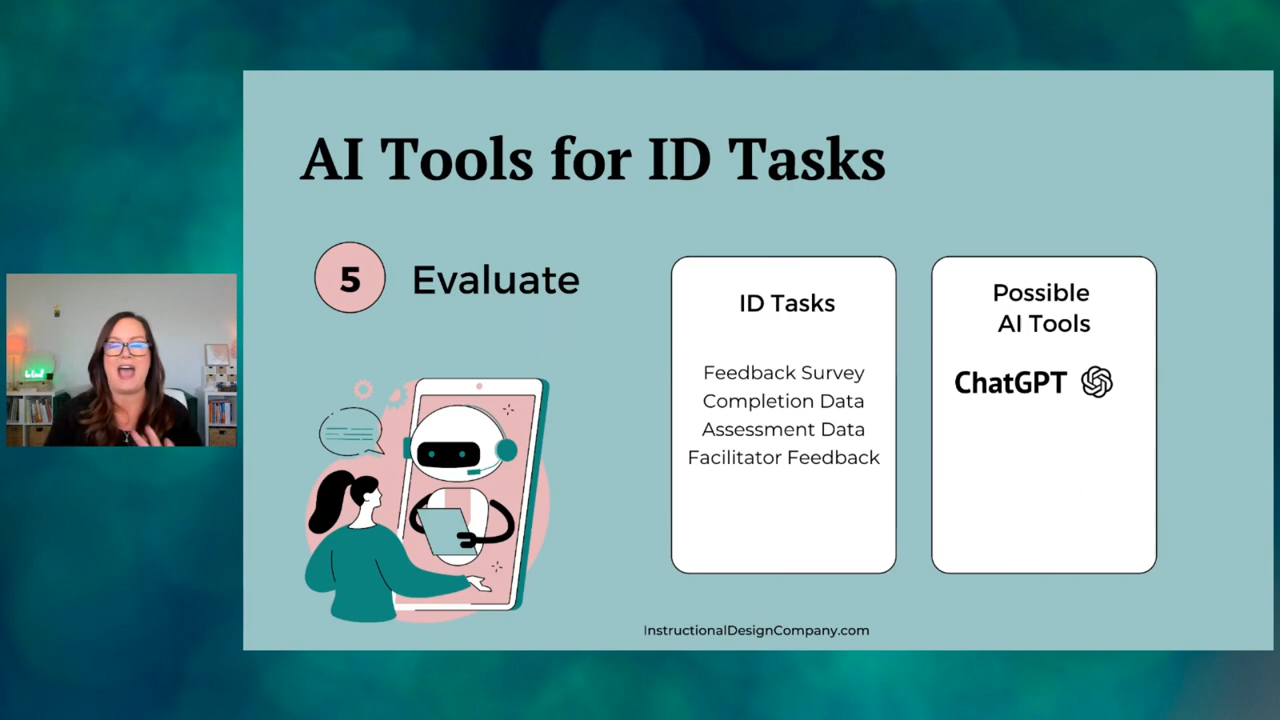 AI Tools for ID Tasks
5 Evaluate
ID Tasks
Feedback Survey
Completion Data
Assessment Data
Facilitator Feedback
Possible
AI Tools
ChatGPT
InstructionalDesignCompany.com